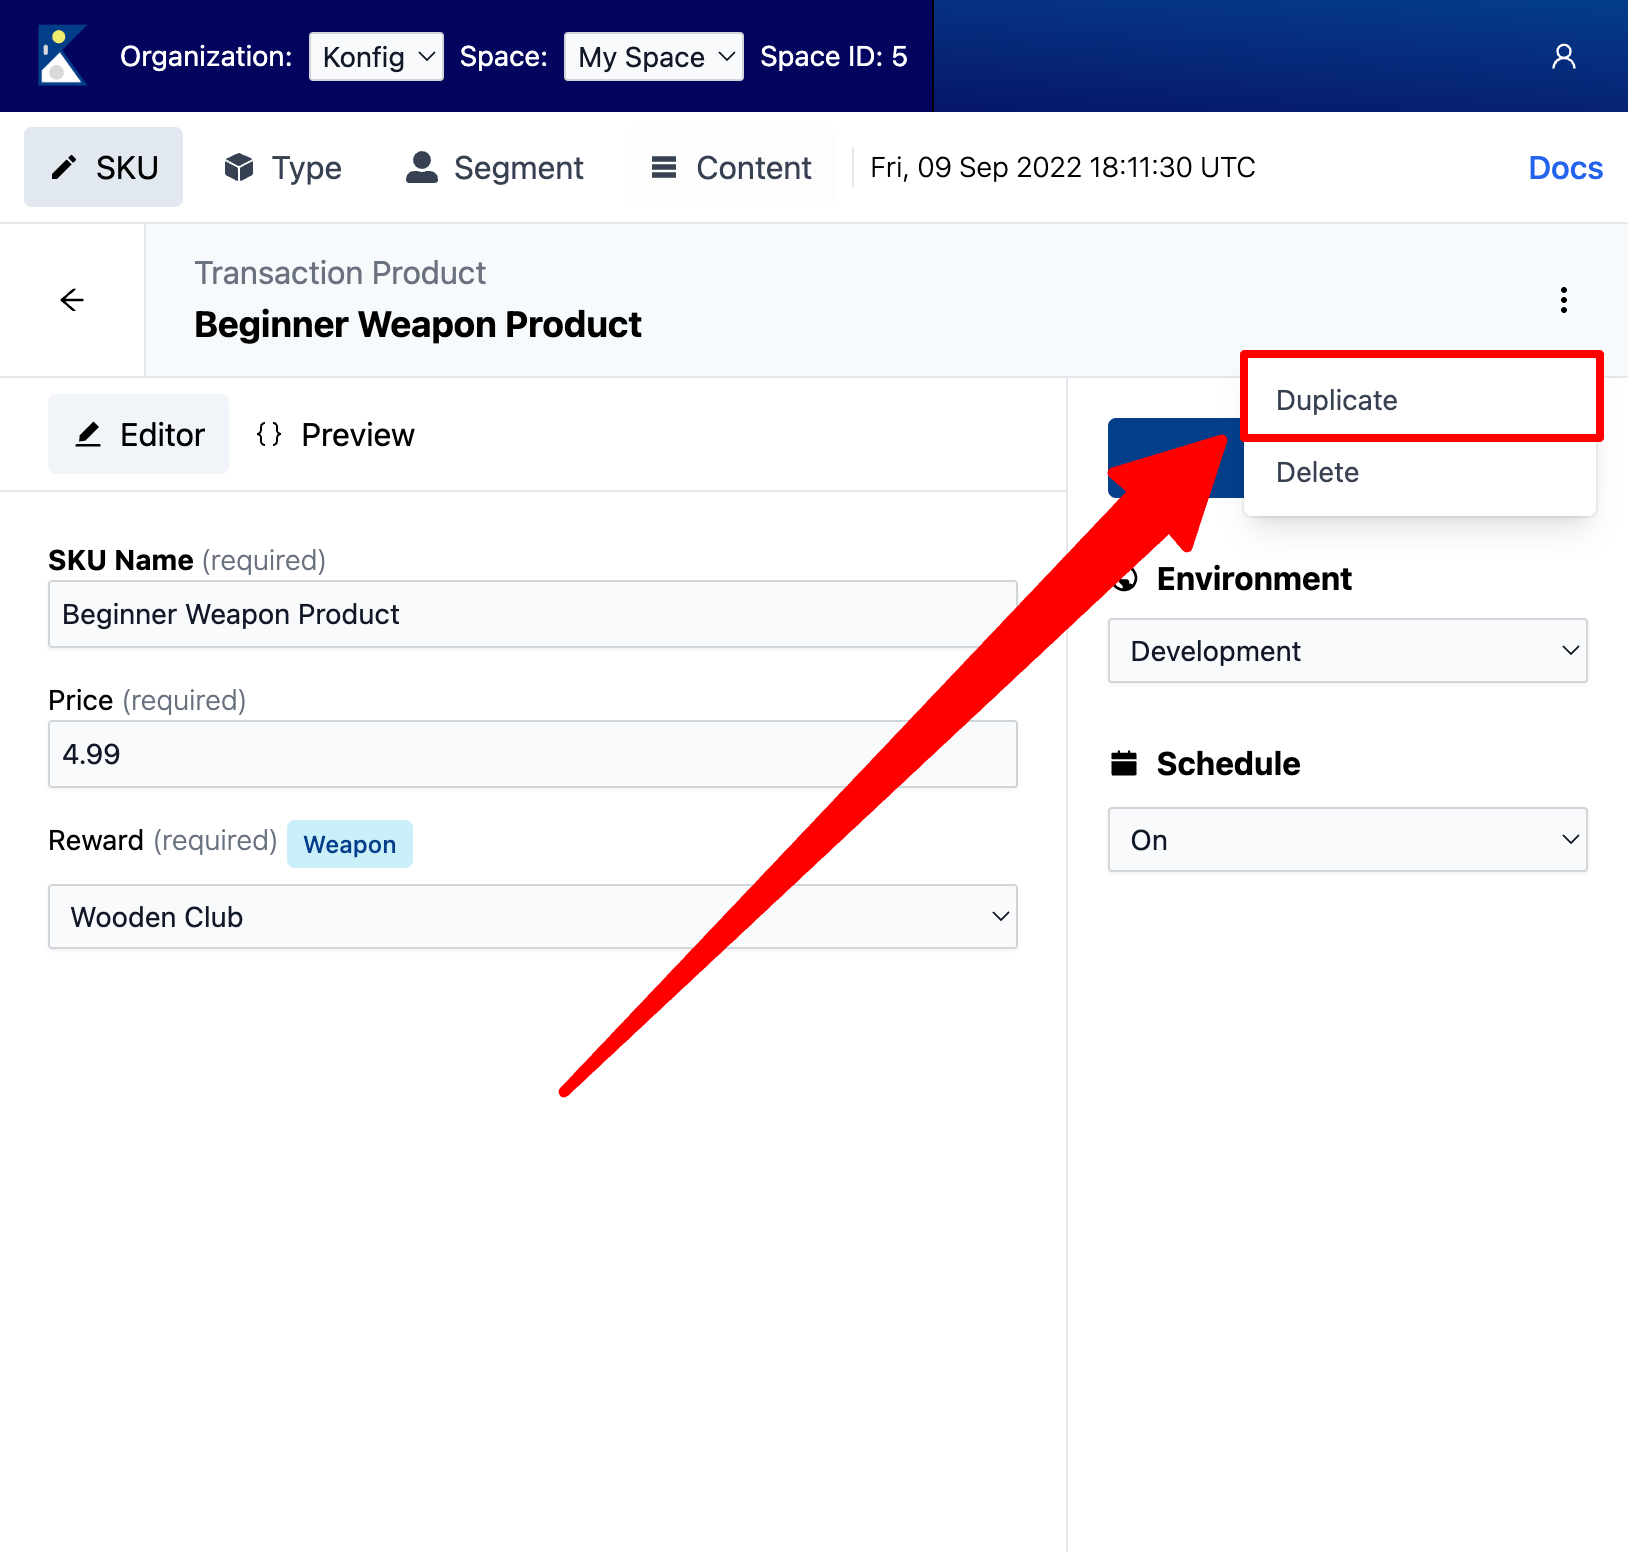 Organization: Konfig Space: My Space Space ID: 5
SKU Type Segment Content Fri, 09 Sep 2022 18:11:30 UTC Docs
Transaction Product
Beginner Weapon Product
Duplicate
Delete
Editor {} Preview
SKU Name (required)
Beginner Weapon Product
Price (required)
4.99
Reward (required) Weapon
Wooden Club
Environment
Development
Schedule
On